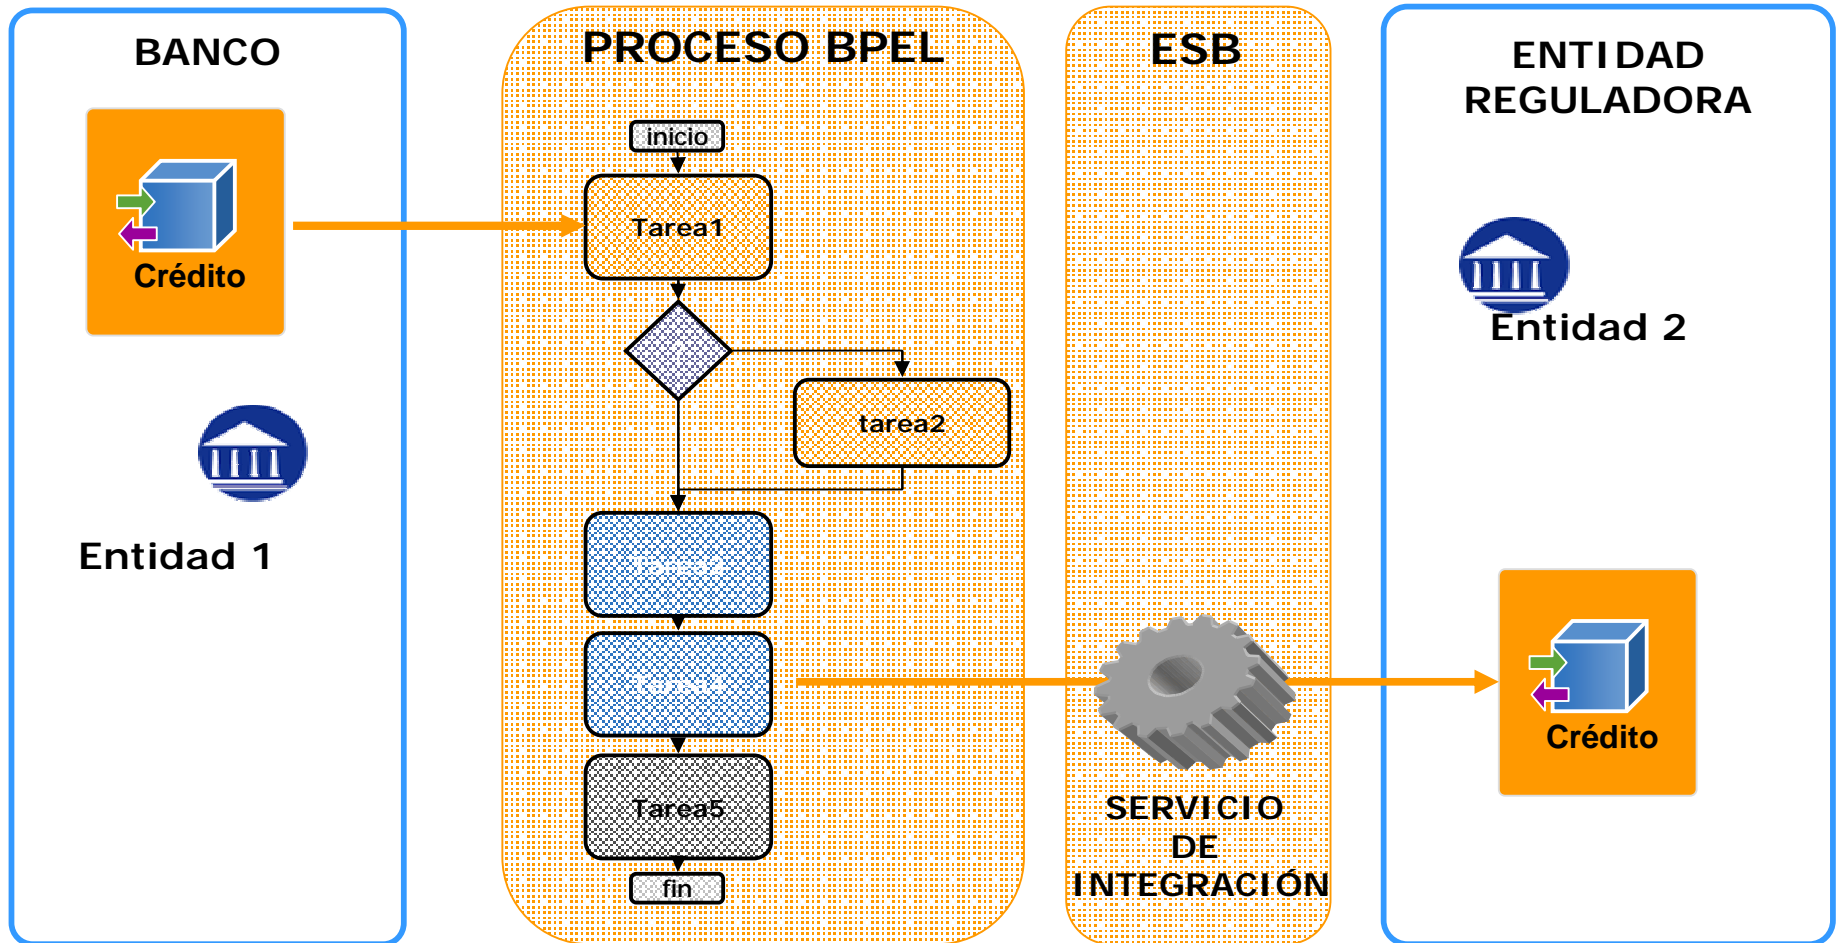 BANCO
Crédito
Entidad 1
PROCESO BPEL
inicio
Tarea1
tarea2
Tarea5
fin
ESB
SERVICIO
DE
INTEGRACIÓN
ENTIDAD
REGULADORA
Entidad 2
Crédito